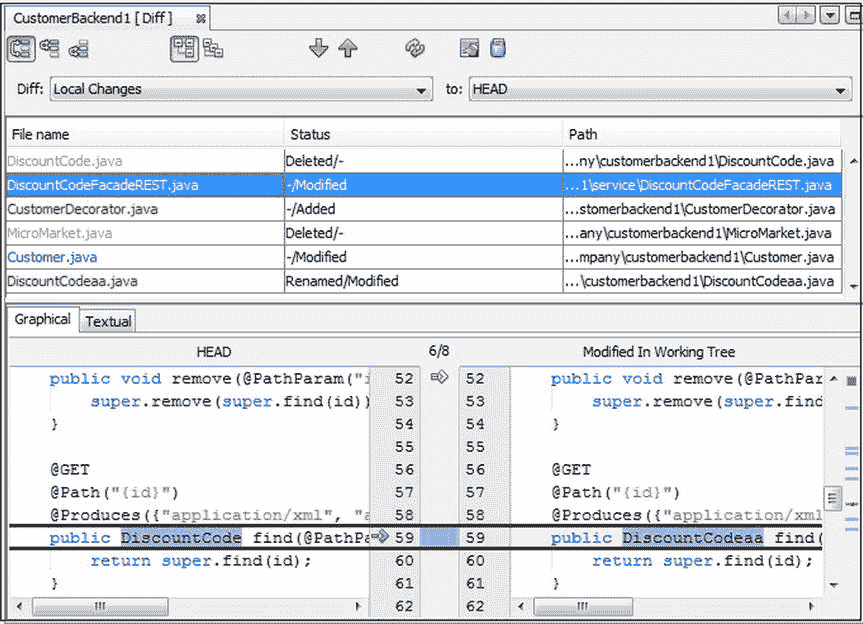 CustomerBackend1 [ Diff ]
Diff: Local Changes to: HEAD
File name Status Path
DiscountCode.java Deleted/- ...ny\customerbackend1\DiscountCode.java
DiscountCodeFacadeREST.java -/Modified ...1\service\DiscountCodeFacadeREST.java
CustomerDecorator.java -/Added ...stomerbackend1\CustomerDecorator.java
MicroMarket.java Deleted/- ...any\customerbackend1\MicroMarket.java
Customer.java -/Modified ...mpany\customerbackend1\Customer.java
DiscountCodeaa.java Renamed/Modified ...\customerbackend1\DiscountCodeaa.java
Graphical Textual
HEAD 6/8 Modified In Working Tree
public void remove(@PathParam("i 52 52 public void remove(@PathPar
super.remove(super.find(id)) 53 53 super.remove(super.find
} 54 54 }
55 55
@GET 56 56 @GET
@Path("{id}") 57 57 @Path("{id}")
@Produces({"application/xml", "a 58 58 @Produces({"application/xml
public DiscountCode find(@PathPa 59 59 public DiscountCodeaa find(
return super.find(id); 60 60 return super.find(id);
} 61 61 }
62 62